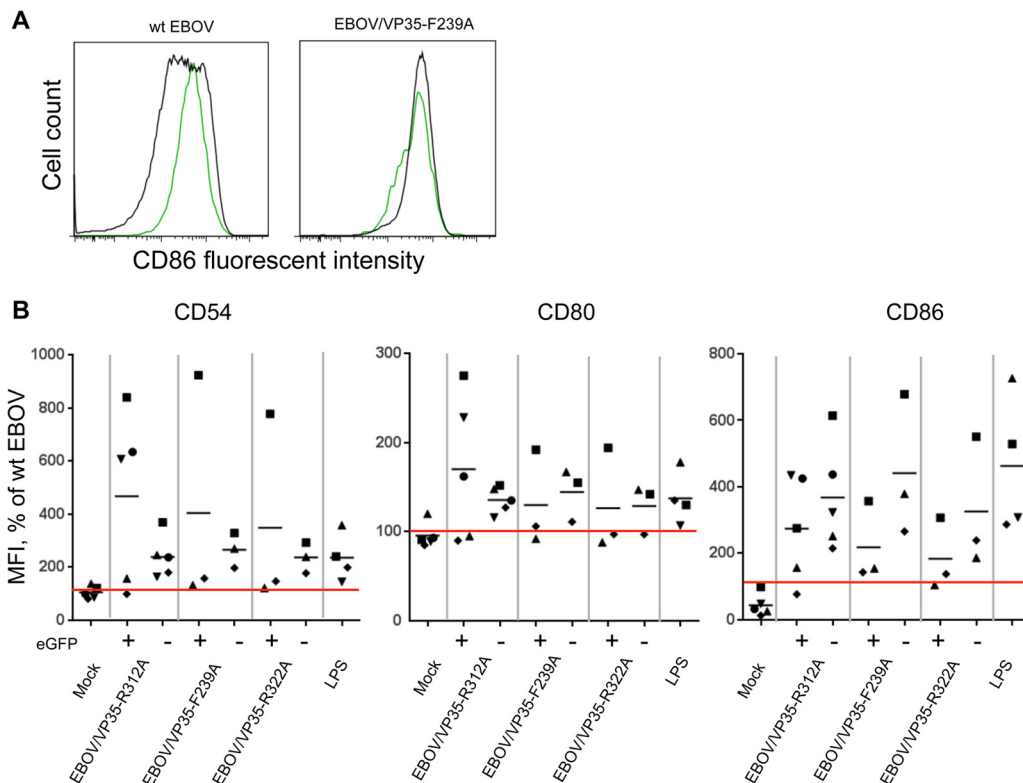 A
wt EBOV
EBOV/VP35-F239A
Cell count
CD86 fluorescent intensity
B
CD54
CD80
CD86
MFI, % of wt EBOV
1000
800
600
400
200
0
300
200
100
0
800
600
400
200
0
eGFP
+ - + - + -
+ - + - + -
+ - + - + -
Mock
EBOV/VP35-R312A
EBOV/VP35-F239A
EBOV/VP35-R322A
LPS
Mock
EBOV/VP35-R312A
EBOV/VP35-F239A
EBOV/VP35-R322A
LPS
Mock
EBOV/VP35-R312A
EBOV/VP35-F239A
EBOV/VP35-R322A
LPS